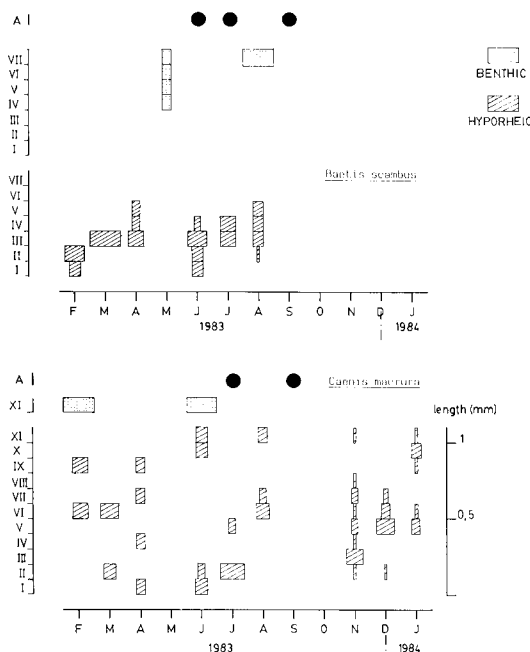 A
VII
VI
V
IV
III
II
I
BENTHIC
HYPORHEIC
Baetis scambus
VII
VI
V
IV
III
II
I
F M A M J J A S O N D J
1983 1984
A
Caenis macrura
XI
length (mm)
XI
X
IX
VIII
VII
VI
V
IV
III
II
I
1
0,5
F M A M J J A S O N D J
1983 1984